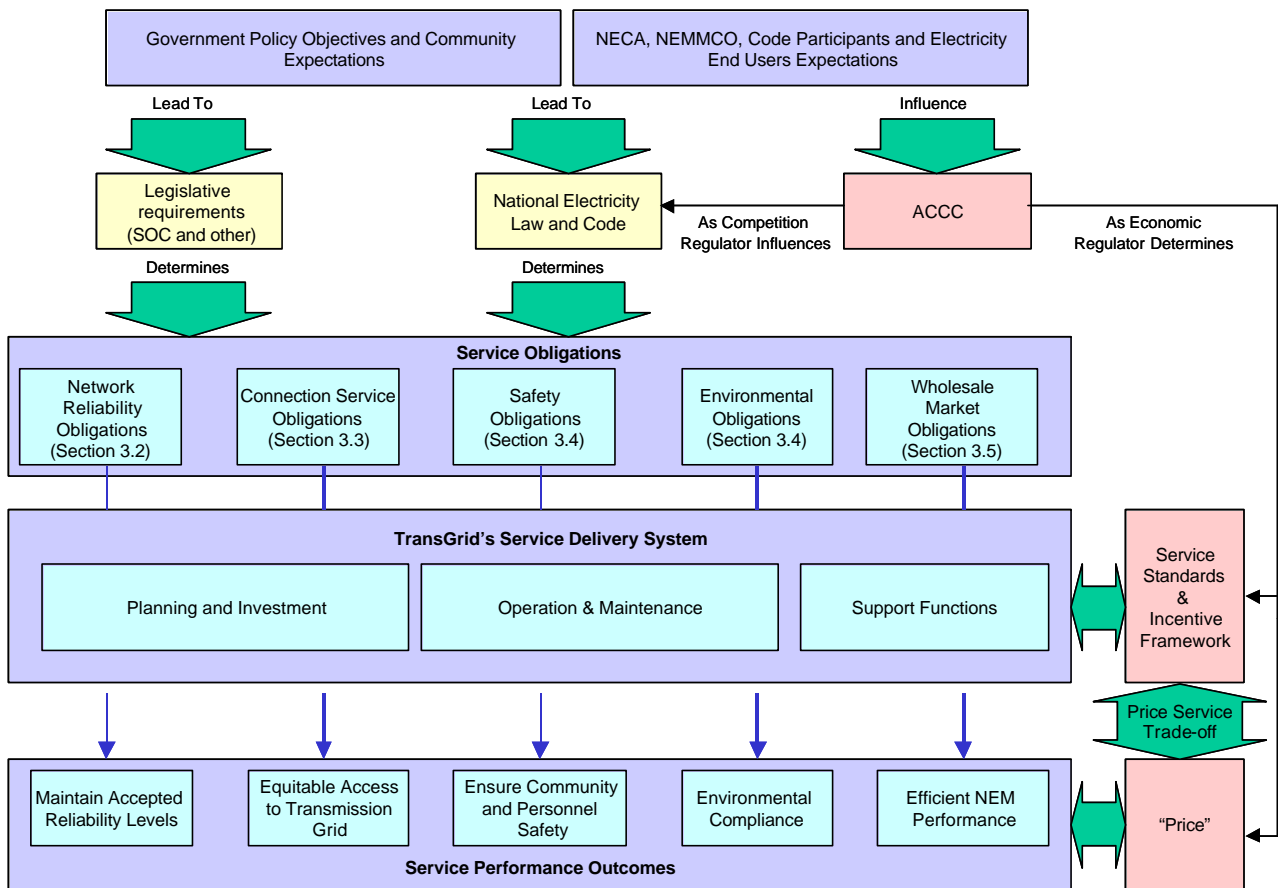 Government Policy Objectives and Community
Expectations
NECA, NEMMCO, Code Participants and Electricity
End Users Expectations
Lead To
Lead To
Influence
Legislative
requirements
(SOC and other)
National Electricity
Law and Code
ACCC
As Competition
Regulator Influences
As Economic
Regulator Determines
Determines
Determines
Service Obligations
Network
Reliability
Obligations
(Section 3.2)
Connection Service
Obligations
(Section 3.3)
Safety
Obligations
(Section 3.4)
Environmental
Obligations
(Section 3.4)
Wholesale
Market
Obligations
(Section 3.5)
TransGrid's Service Delivery System
Planning and Investment
Operation & Maintenance
Support Functions
Service
Standards
&
Incentive
Framework
Price Service
Trade-off
Maintain Accepted
Reliability Levels
Equitable Access
to Transmission
Grid
Ensure Community
and Personnel
Safety
Environmental
Compliance
Efficient NEM
Performance
“Price”
Service Performance Outcomes